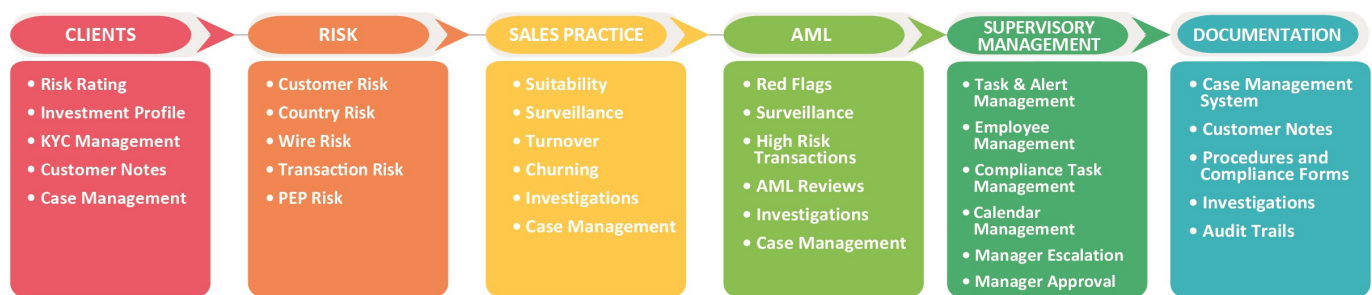 CLIENTS
• Risk Rating
• Investment Profile
• KYC Management
• Customer Notes
• Case Management
RISK
• Customer Risk
• Country Risk
• Wire Risk
• Transaction Risk
• PEP Risk
SALES PRACTICE
• Suitability
• Surveillance
• Turnover
• Churning
• Investigations
• Case Management
AML
• Red Flags
• Surveillance
• High Risk
Transactions
• AML Reviews
• Investigations
• Case Management
SUPERVISORY
MANAGEMENT
• Task & Alert
Management
• Employee
Management
• Compliance Task
Management
• Calendar
Management
• Manager Escalation
• Manager Approval
DOCUMENTATION
• Case Management
System
• Customer Notes
• Procedures and
Compliance Forms
• Investigations
• Audit Trails